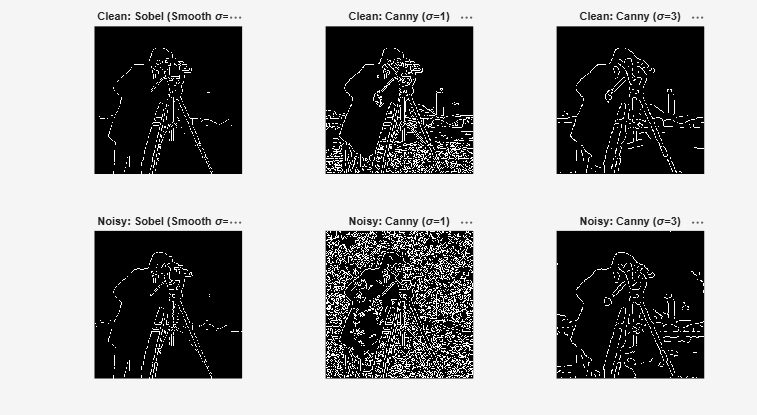 Clean: Sobel (Smooth σ=...
Clean: Canny (σ=1) ...
Clean: Canny (σ=3) ...
Noisy: Sobel (Smooth σ=...
Noisy: Canny (σ=1) ...
Noisy: Canny (σ=3) ...